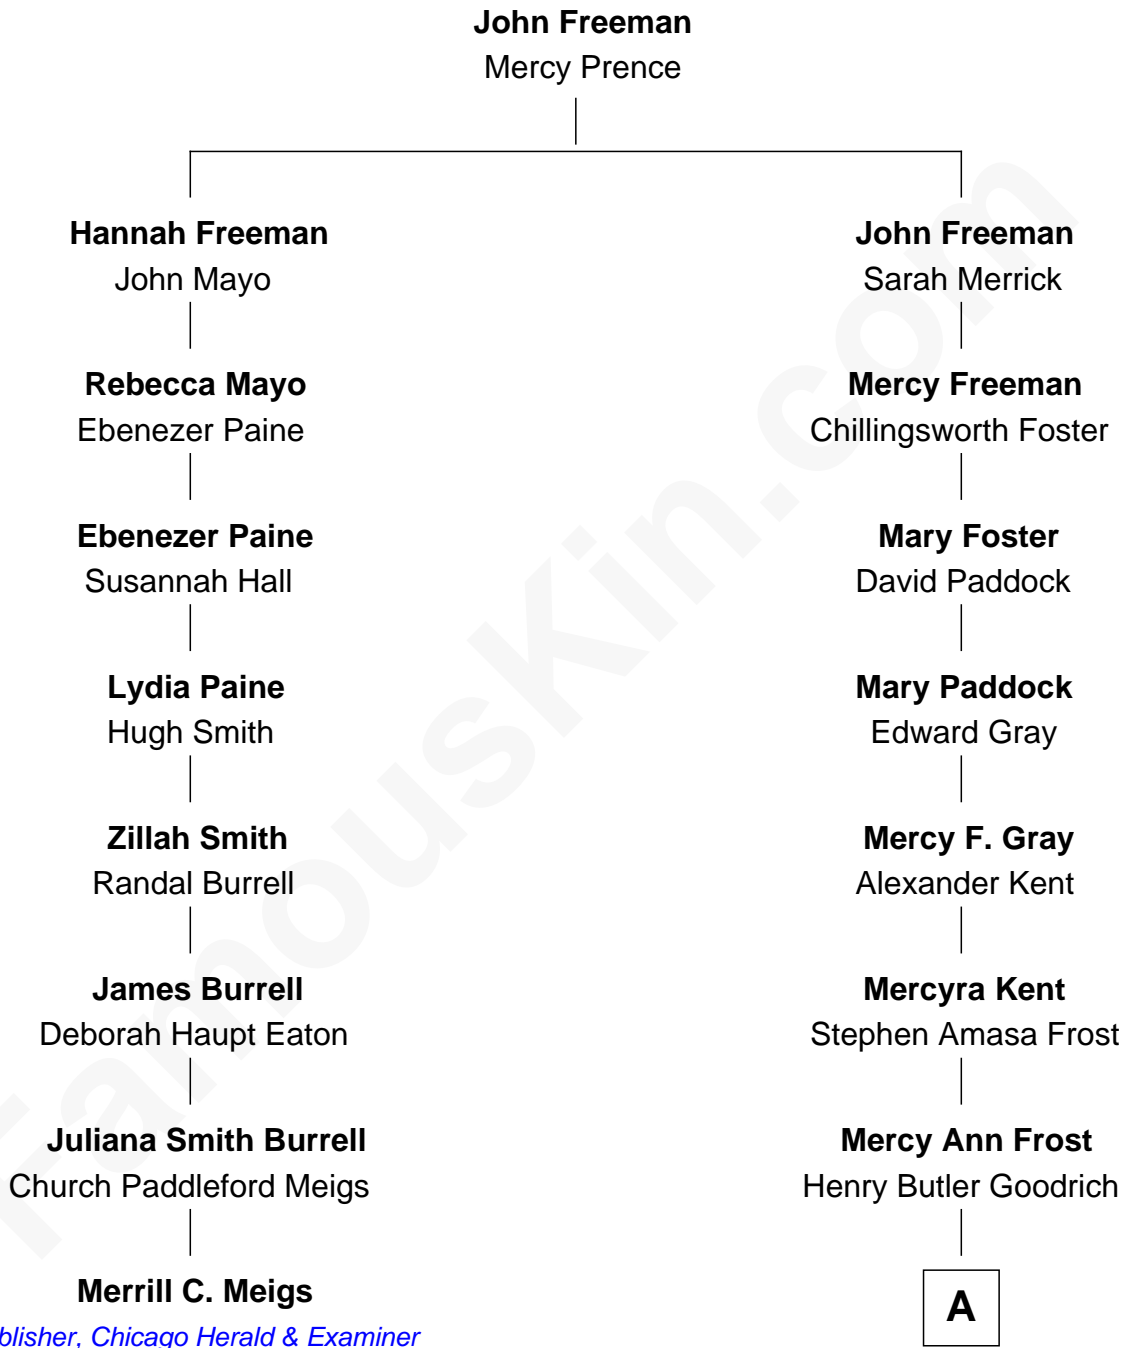 John Freeman
Mercy Prence
Hannah Freeman
John Mayo
John Freeman
Sarah Merrick
Rebecca Mayo
Ebenezer Paine
Mercy Freeman
Chillingsworth Foster
Ebenezer Paine
Susannah Hall
Mary Foster
David Paddock
Lydia Paine
Hugh Smith
Mary Paddock
Edward Gray
Zillah Smith
Randal Burrell
Mercy F. Gray
Alexander Kent
James Burrell
Deborah Haupt Eaton
Mercyra Kent
Stephen Amasa Frost
Juliana Smith Burrell
Church Paddleford Meigs
Mercy Ann Frost
Henry Butler Goodrich
Merrill C. Meigs
blisher, Chicago Herald & Examiner
A
FamousKin.com